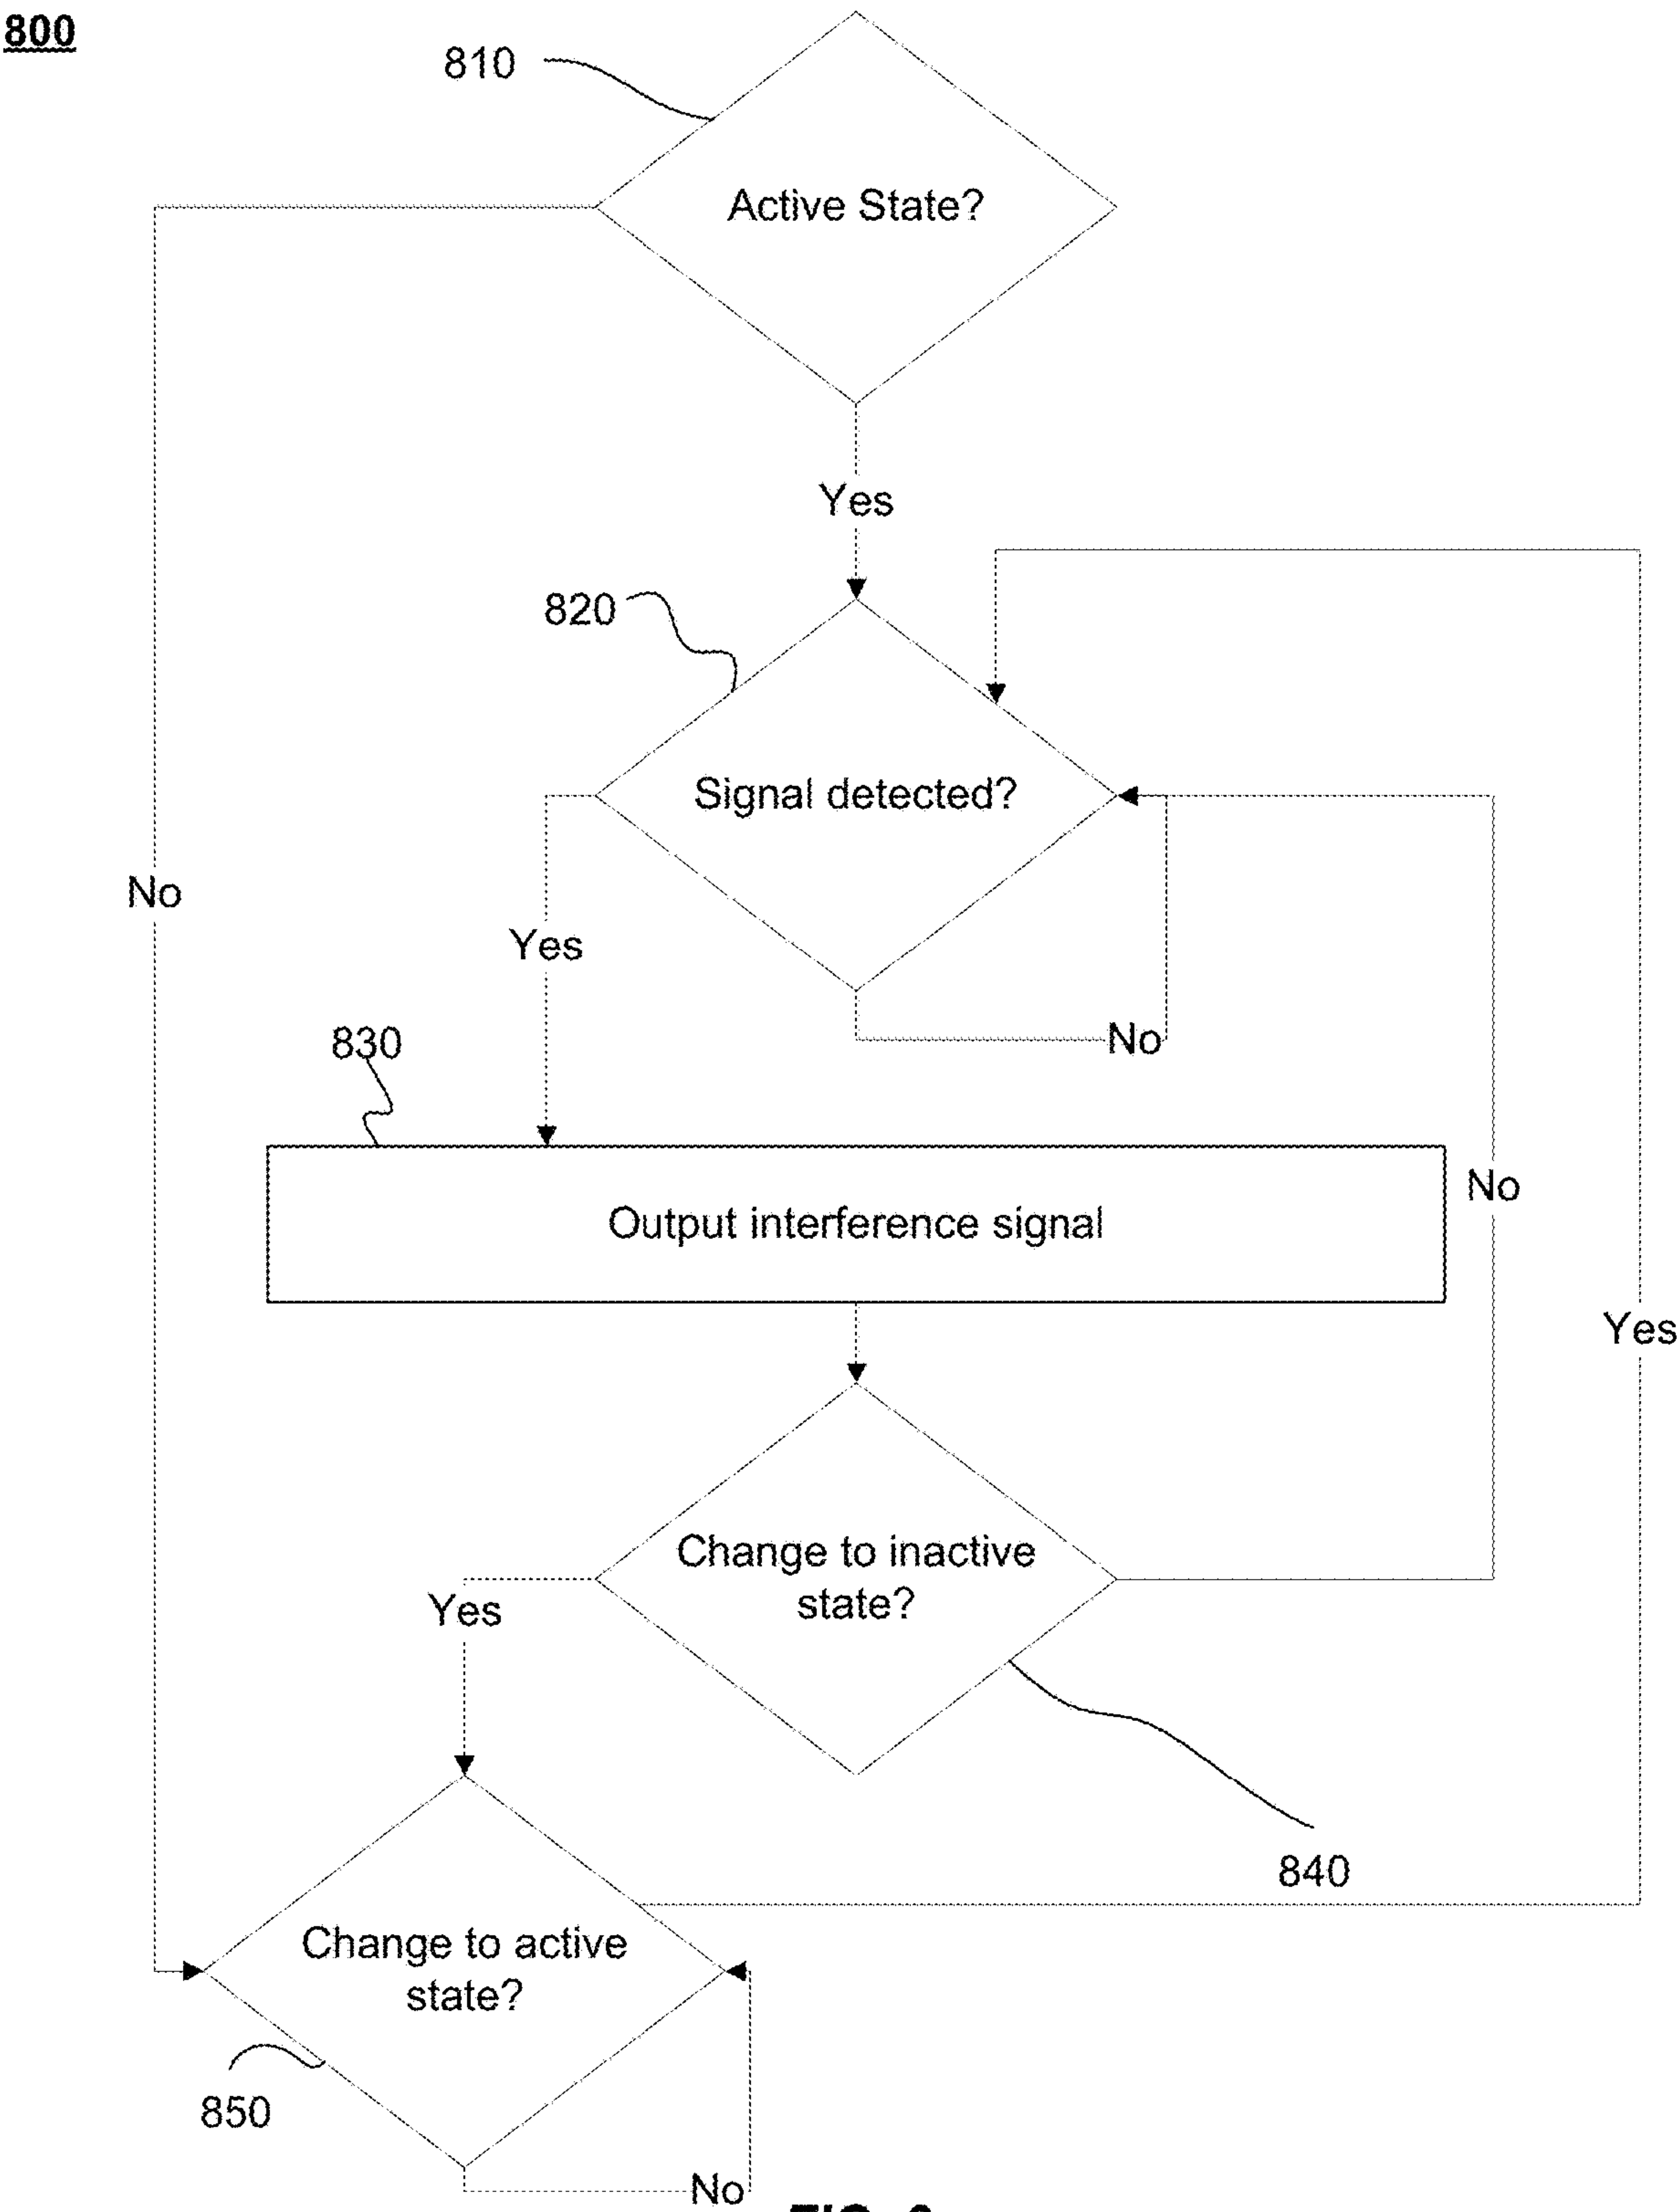 800
810
Active State?
Yes
820
Signal detected?
No
Yes
No
830
Output interference signal
No
Yes
Change to inactive
state?
Yes
840
Change to active
state?
850
No